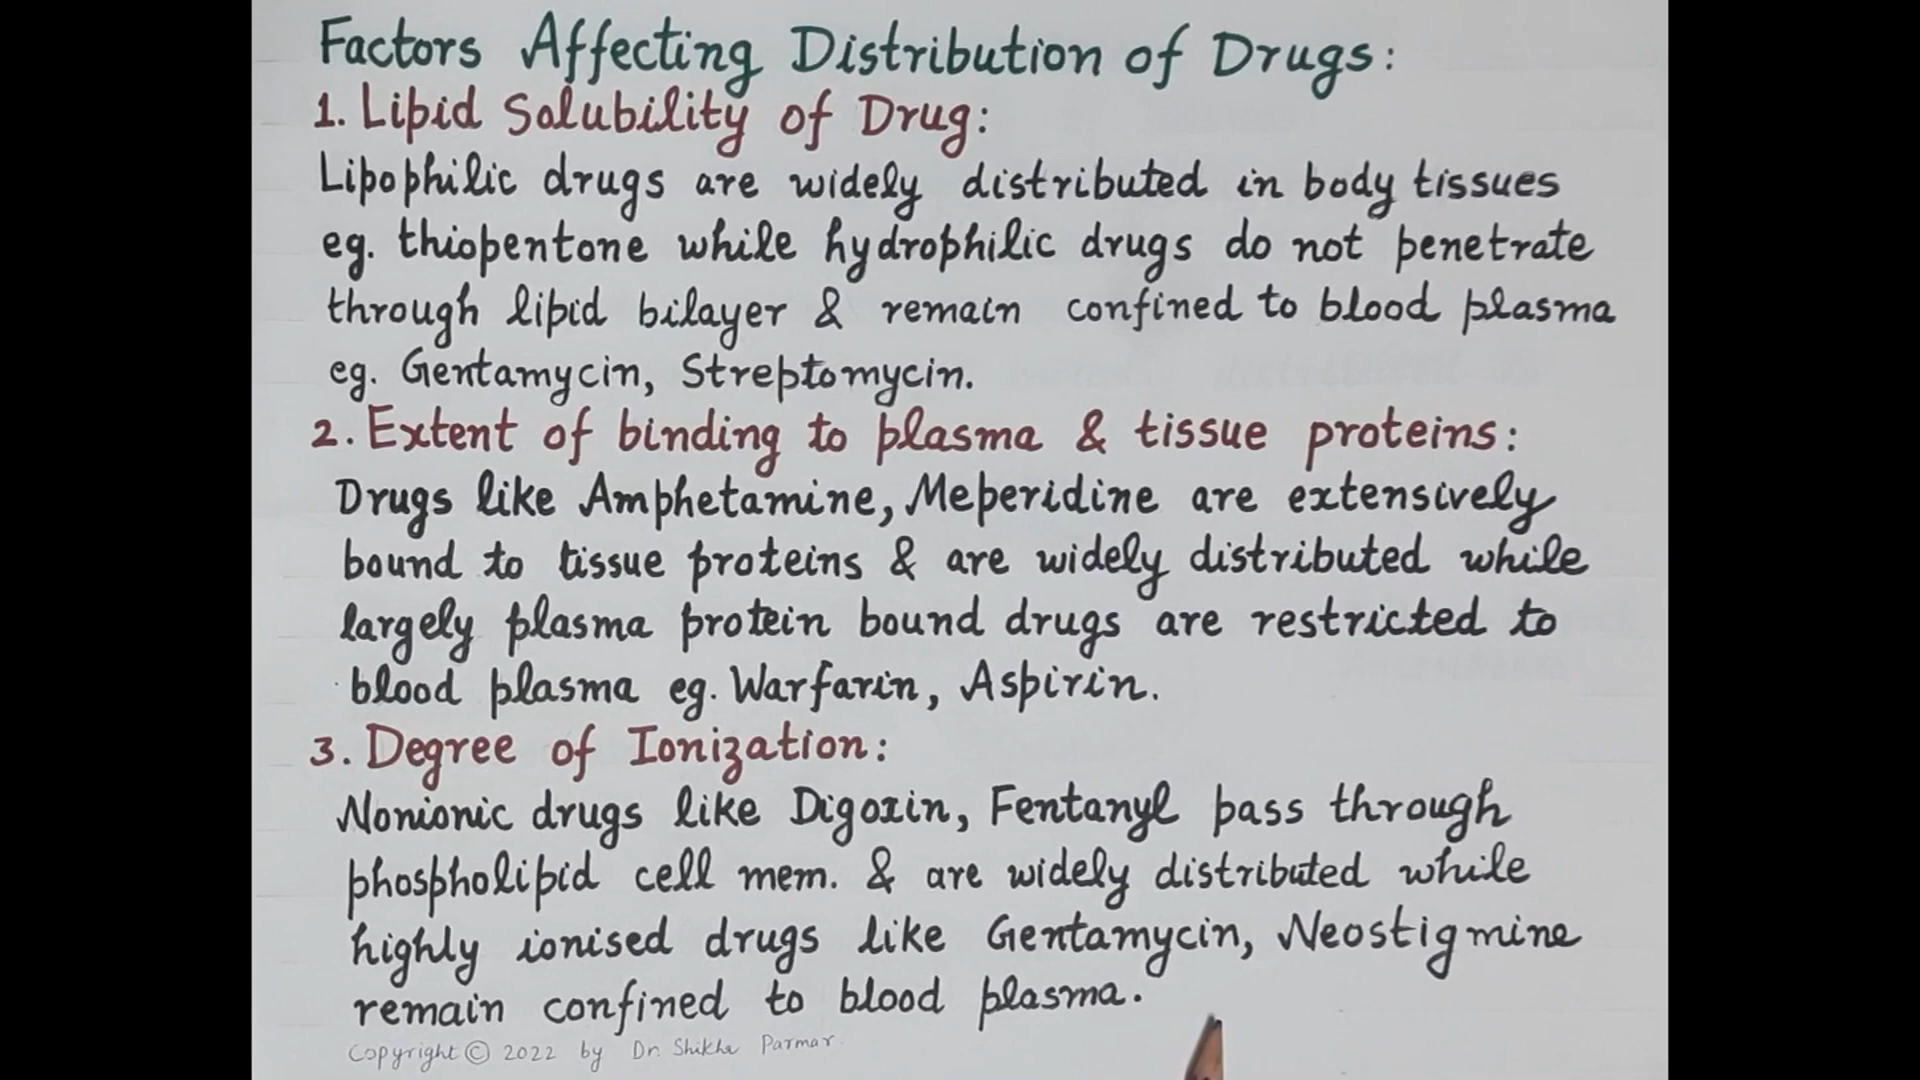 Factors Affecting Distribution of Drugs:
1. Lipid Solubility of Drug:
Lipophilic drugs are widely distributed in body tissues
eg. thiopentone while hydrophilic drugs do not penetrate
through lipid bilayer & remain confined to blood plasma
eg. Gentamycin, Streptomycin.
2. Extent of binding to plasma & tissue proteins:
Drugs like Amphetamine, Meperidine are extensively
bound to tissue proteins & are widely distributed while
largely plasma protein bound drugs are restricted to
blood plasma eg. Warfarin, Aspirin.
3. Degree of Ionization:
Nonionic drugs like Digoxin, Fentanyl pass through
phospholipid cell mem. & are widely distributed while
highly ionised drugs like Gentamycin, Neostigmine
remain confined to blood plasma.
Copyright © 2022 by Dr. Shikha Parmar